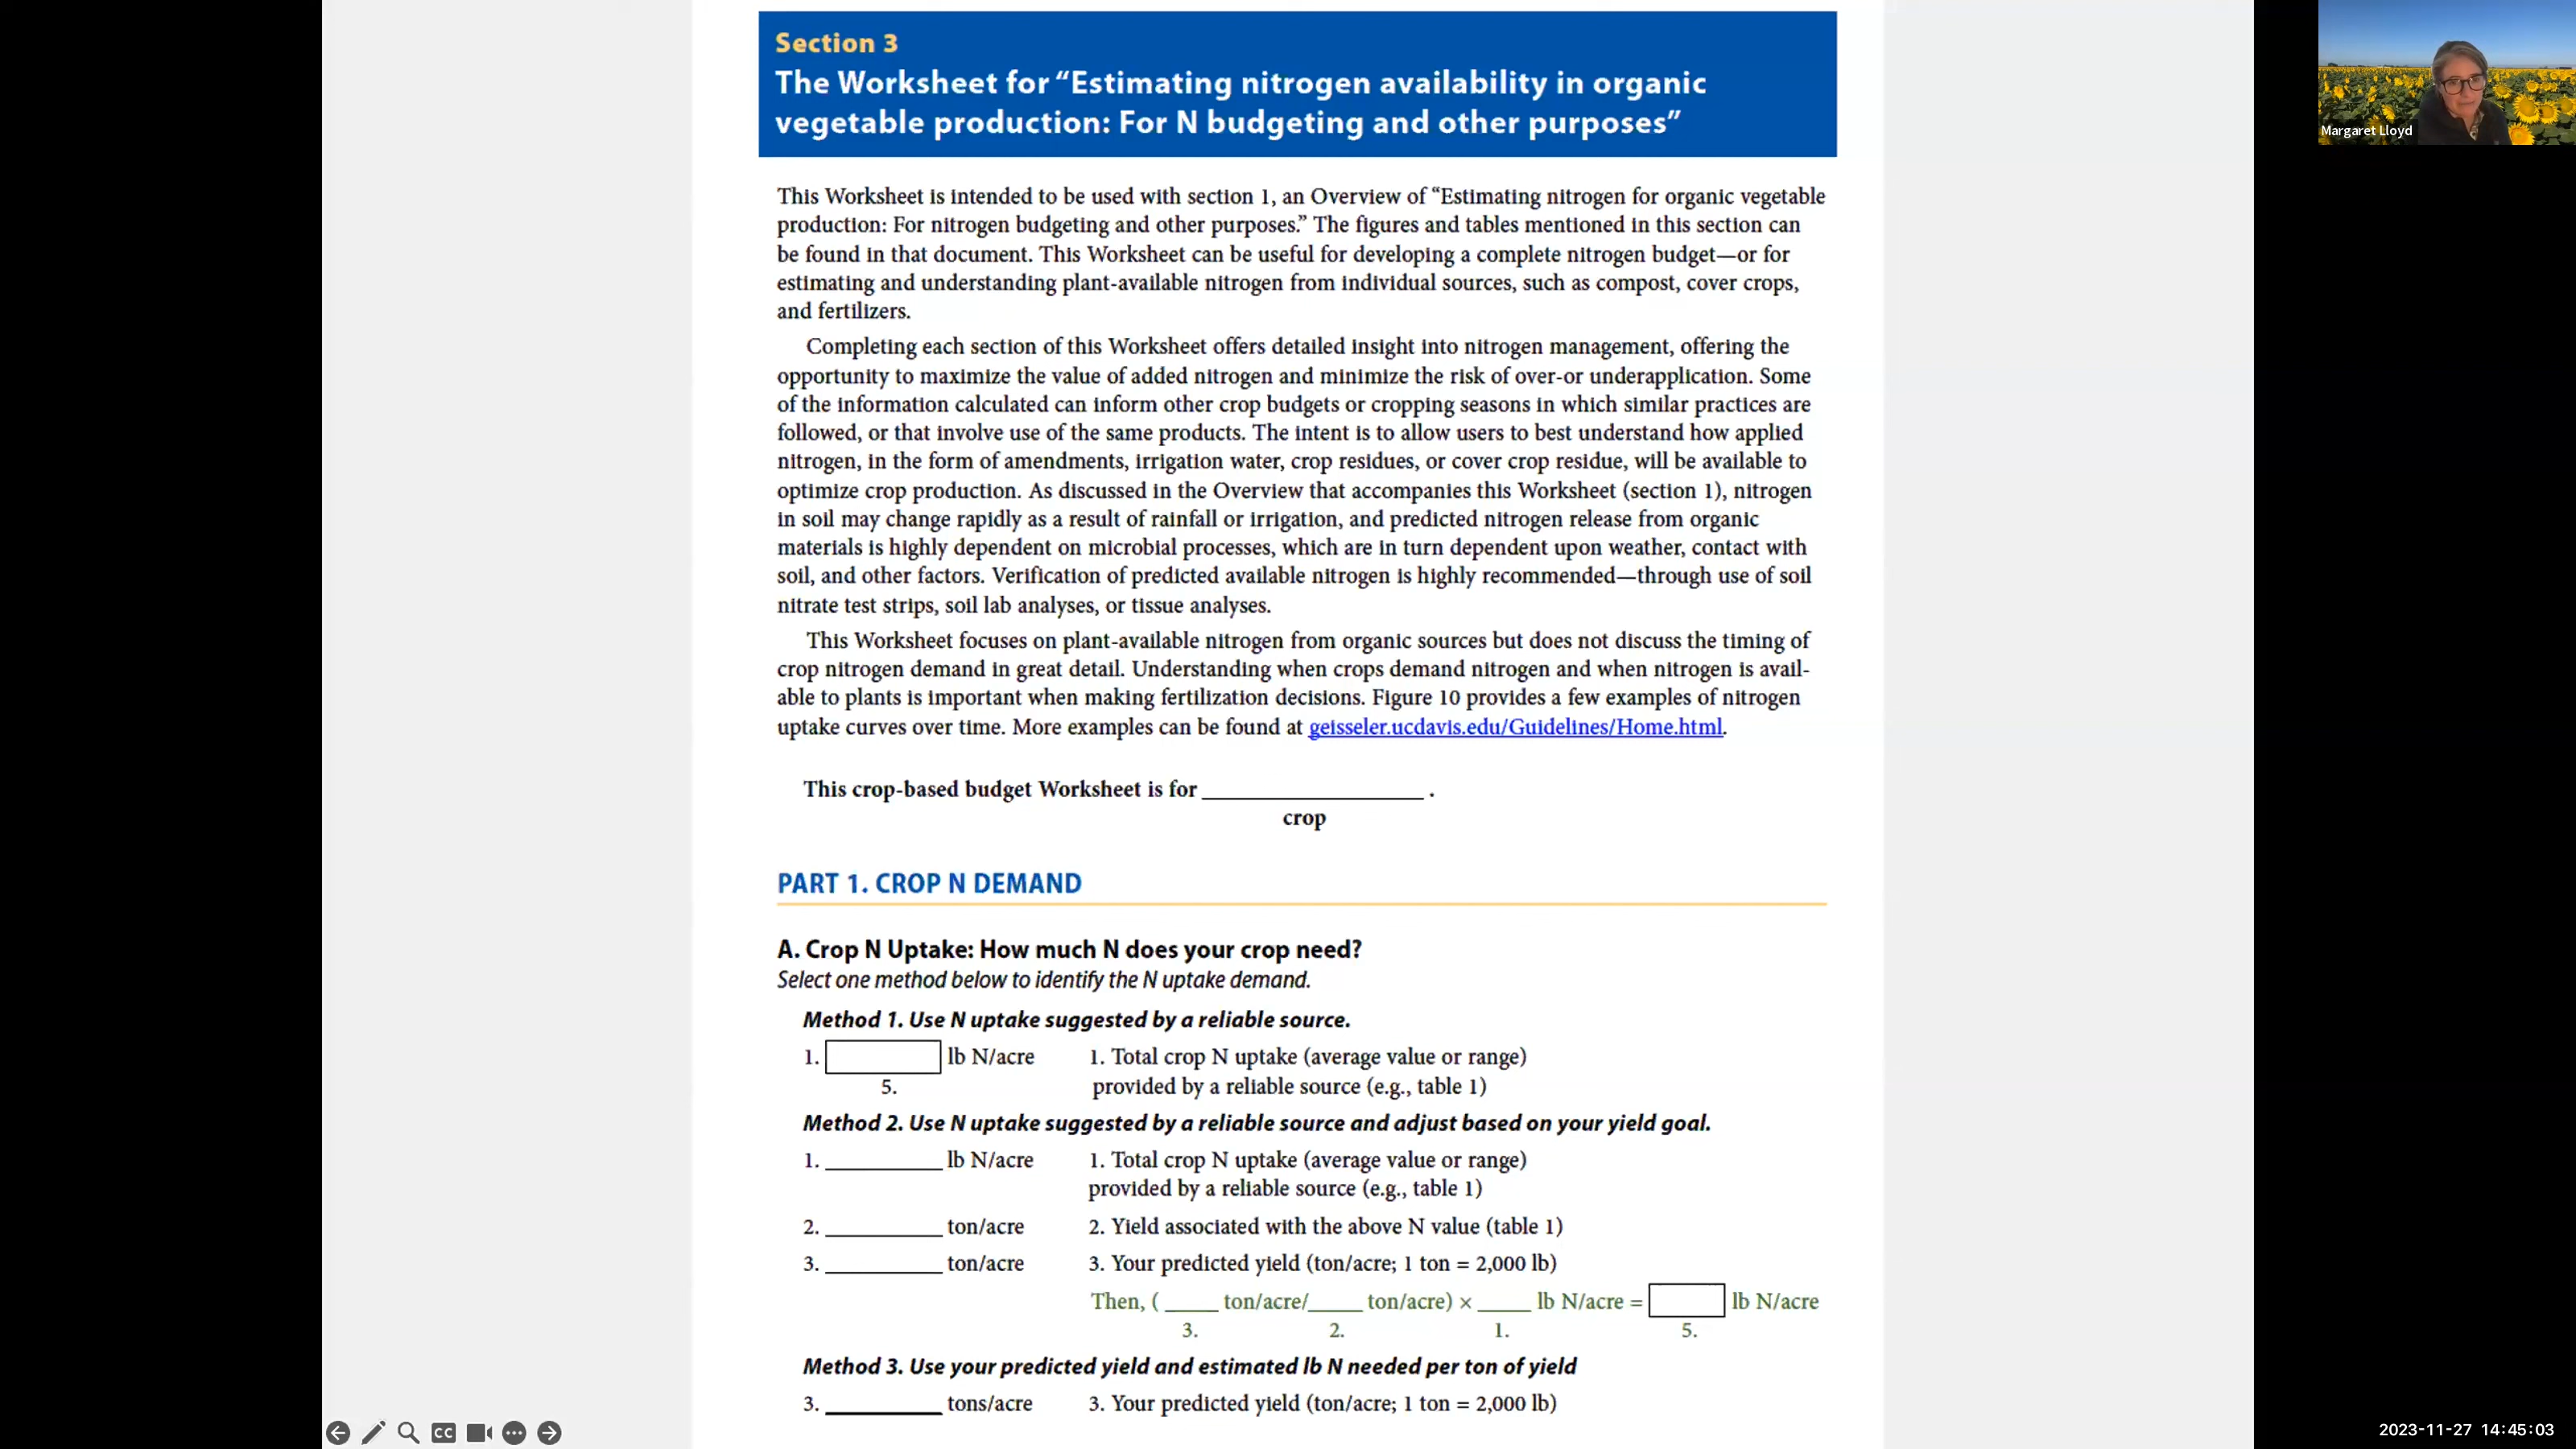 Section 3
The Worksheet for “Estimating nitrogen availability in organic
vegetable production: For N budgeting and other purposes”
This Worksheet is intended to be used with section 1, an Overview of “Estimating nitrogen for organic vegetable
production: For nitrogen budgeting and other purposes.” The figures and tables mentioned in this section can
be found in that document. This Worksheet can be useful for developing a complete nitrogen budget—or for
estimating and understanding plant-available nitrogen from individual sources, such as compost, cover crops,
and fertilizers.
Completing each section of this Worksheet offers detailed insight into nitrogen management, offering the
opportunity to maximize the value of added nitrogen and minimize the risk of over-or underapplication. Some
of the information calculated can inform other crop budgets or cropping seasons in which similar practices are
followed, or that involve use of the same products. The intent is to allow users to best understand how applied
nitrogen, in the form of amendments, irrigation water, crop residues, or cover crop residue, will be available to
optimize crop production. As discussed in the Overview that accompanies this Worksheet (section 1), nitrogen
in soil may change rapidly as a result of rainfall or irrigation, and predicted nitrogen release from organic
materials is highly dependent on microbial processes, which are in turn dependent upon weather, contact with
soil, and other factors. Verification of predicted available nitrogen is highly recommended—through use of soil
nitrate test strips, soil lab analyses, or tissue analyses.
This Worksheet focuses on plant-available nitrogen from organic sources but does not discuss the timing of
crop nitrogen demand in great detail. Understanding when crops demand nitrogen and when nitrogen is avail-
able to plants is important when making fertilization decisions. Figure 10 provides a few examples of nitrogen
uptake curves over time. More examples can be found at geisseler.ucdavis.edu/Guidelines/Home.html.
This crop-based budget Worksheet is for ____________ .
crop
PART 1. CROP N DEMAND
A. Crop N Uptake: How much N does your crop need?
Select one method below to identify the N uptake demand.
Method 1. Use N uptake suggested by a reliable source.
1. lb N/acre 1. Total crop N uptake (average value or range)
5. provided by a reliable source (e.g., table 1)
Method 2. Use N uptake suggested by a reliable source and adjust based on your yield goal.
1. __________ lb N/acre 1. Total crop N uptake (average value or range)
provided by a reliable source (e.g., table 1)
2. __________ ton/acre 2. Yield associated with the above N value (table 1)
3. __________ ton/acre 3. Your predicted yield (ton/acre; 1 ton = 2,000 lb)
Then, ( ____ ton/acre/____ ton/acre) × ____ lb N/acre = lb N/acre
3. 2. 1. 5.
Method 3. Use your predicted yield and estimated lb N needed per ton of yield
3. __________ tons/acre 3. Your predicted yield (ton/acre; 1 ton = 2,000 lb)
Margaret Lloyd
CC
2023-11-27 14:45:03